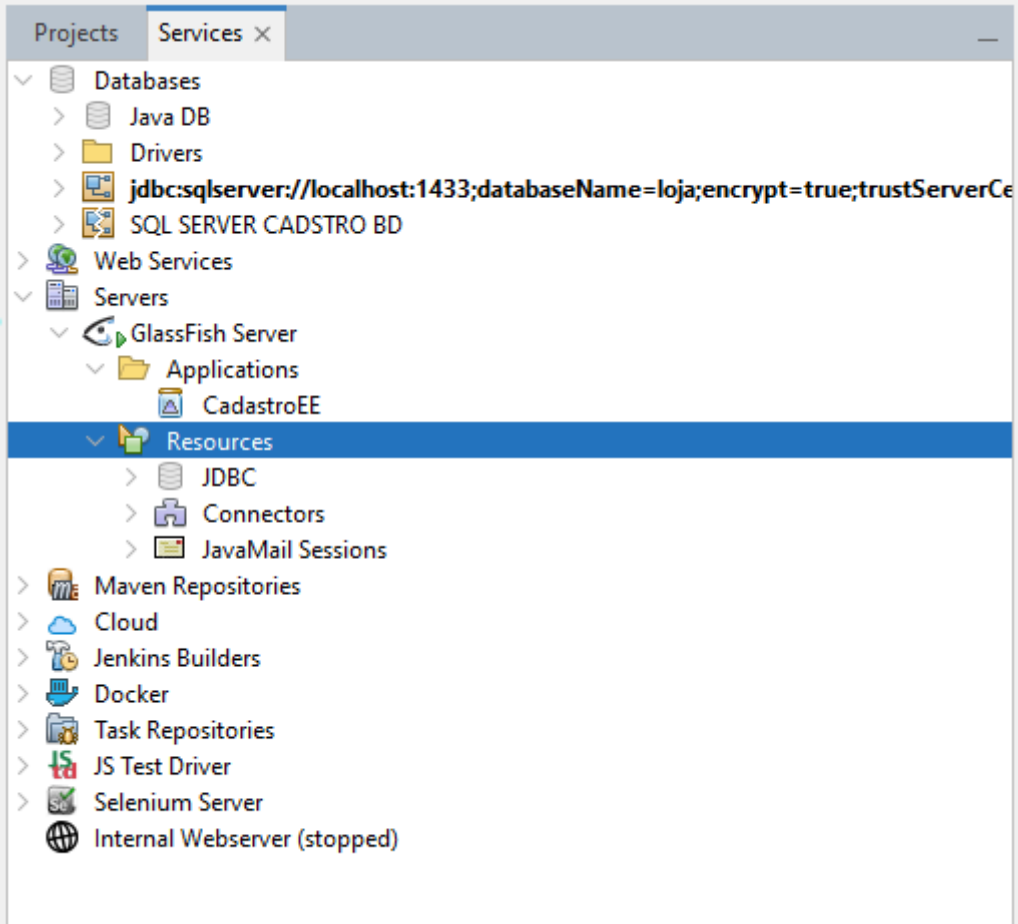 Projects Services
Databases
Java DB
Drivers
jdbc:sqlserver://localhost:1433;databaseName=loja;encrypt=true;trustServerCe
SQL SERVER CADSTRO BD
Web Services
Servers
GlassFish Server
Applications
CadastroEE
Resources
JDBC
Connectors
JavaMail Sessions
Maven Repositories
Cloud
Jenkins Builders
Docker
Task Repositories
JS Test Driver
Selenium Server
Internal Webserver (stopped)